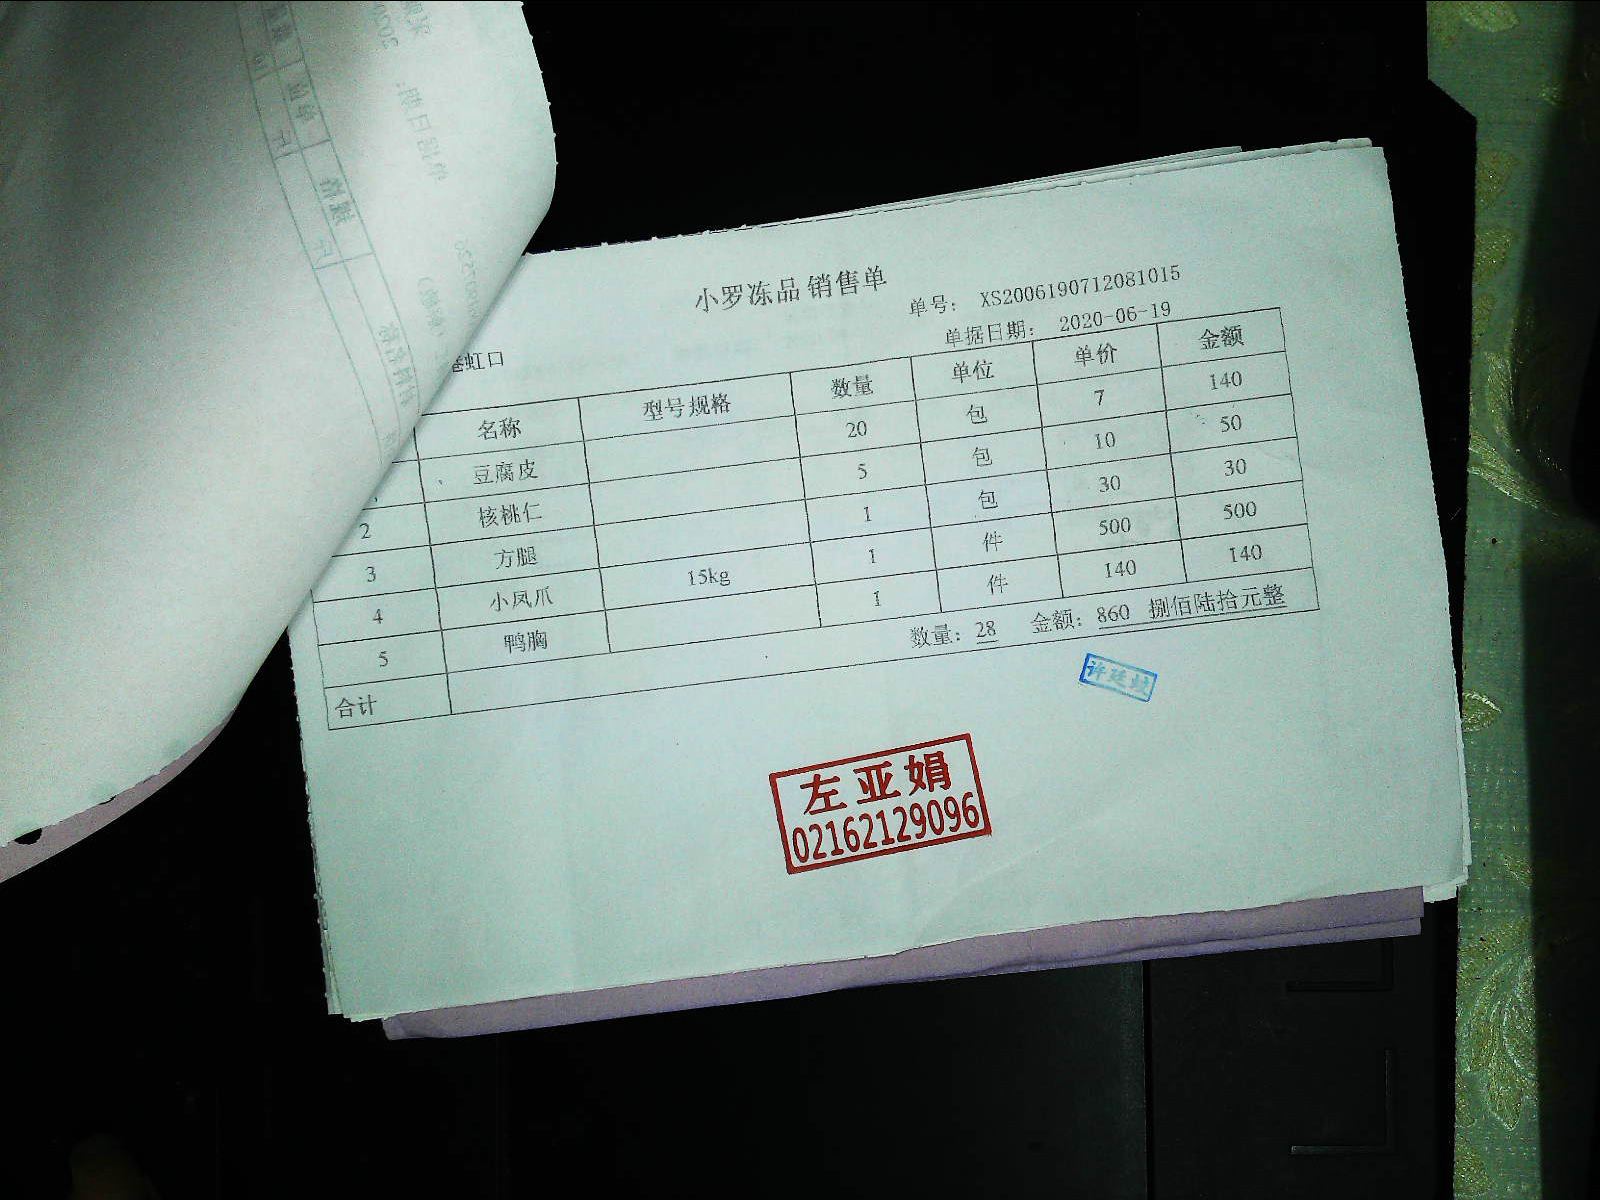 小罗冻品 销售单
单号： XS2006190712081015
虹口 单据日期： 2020-06-19
名称 型号规格 数量 单位 单价 金额
豆腐皮 20 包 7 140
2 核桃仁 5 包 10 50
3 方腿 1 包 30 30
4 小凤爪 15kg 1 件 500 500
5 鸭胸 1 件 140 140
合计 数量：28 金额：860 捌佰陆拾元整
左亚娟
02162129096